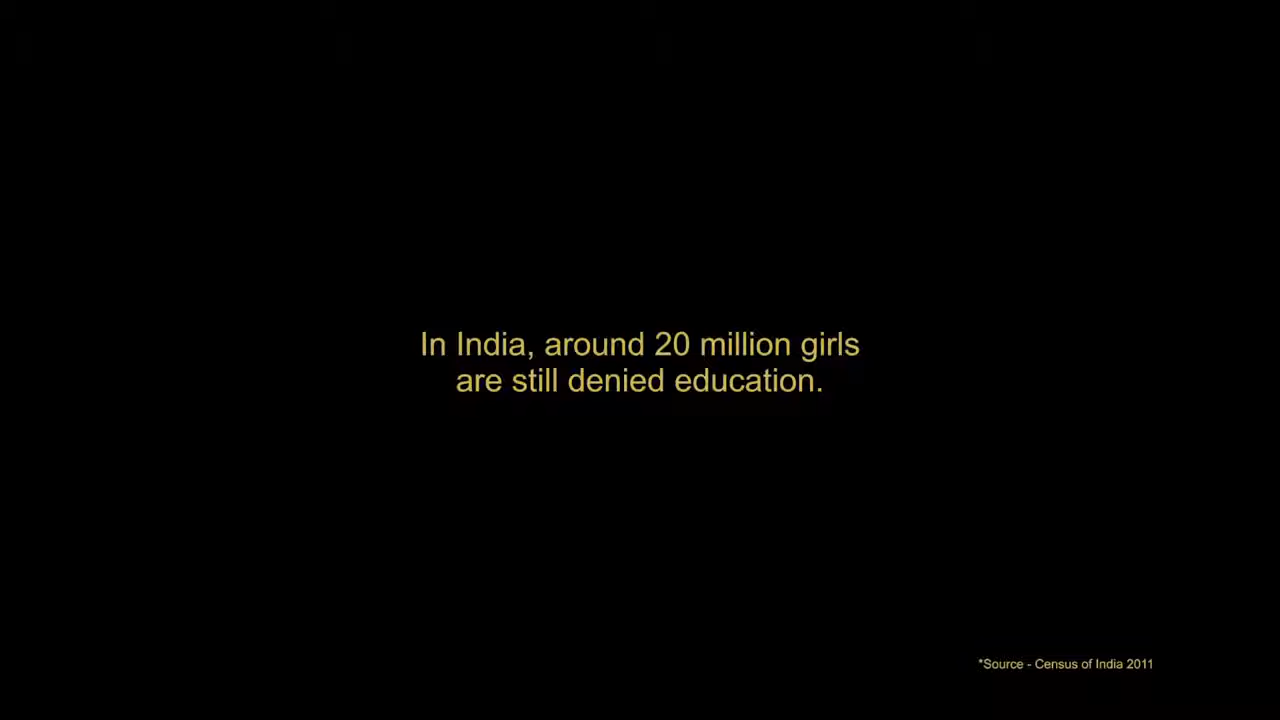 In India, around 20 million girls
are still denied education.
*Source - Census of India 2011